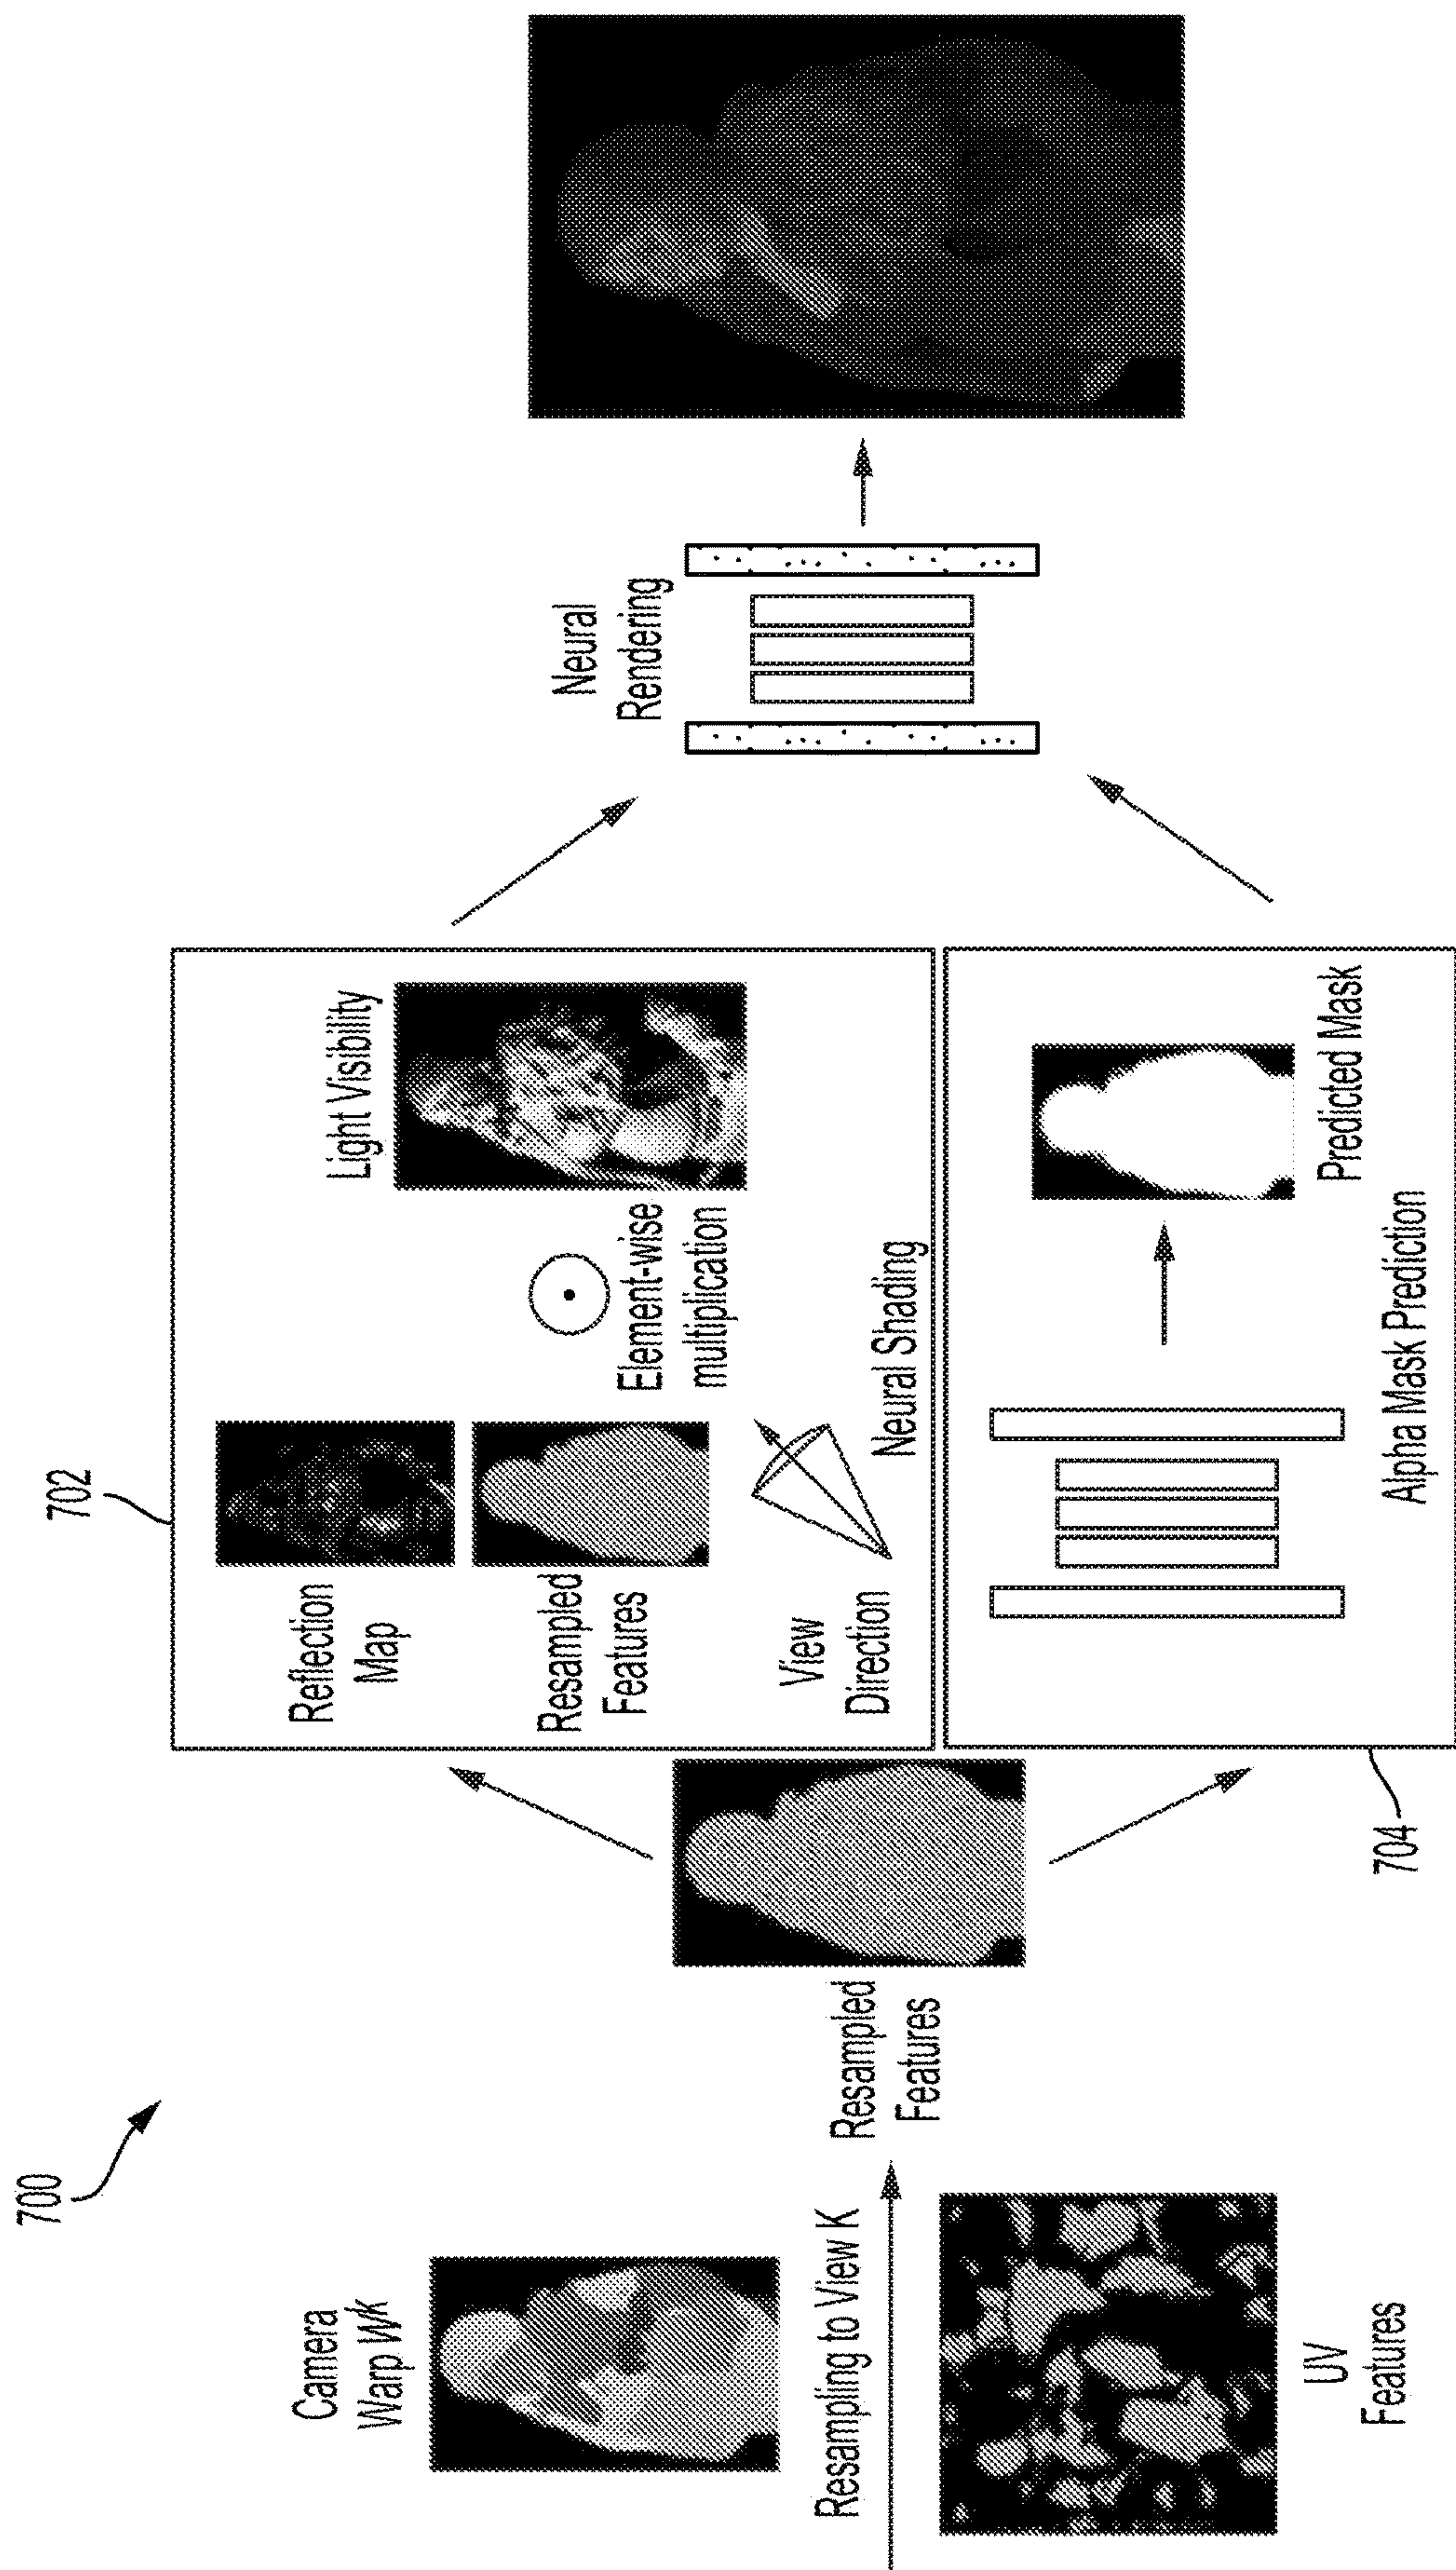 700
Camera
Warp Wk
Resampling to View K
UV
Features
Resampled
Features
702
Reflection
Map
Resampled
Features
View
Direction
Light Visibility
Element-wise
multiplication
Neural Shading
704
Predicted Mask
Alpha Mask Prediction
Neural
Rendering